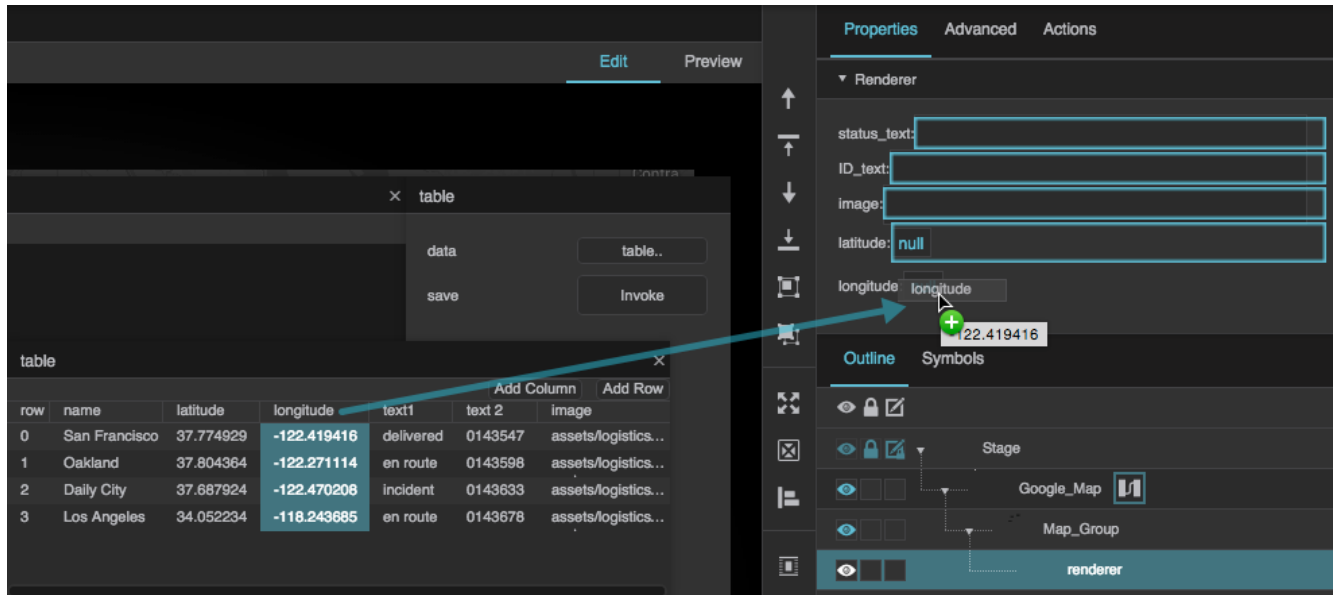 Properties Advanced Actions
Edit Preview
Renderer
status_text:
ID_text:
image:
latitude: null
longitude longitude
-122.419416
Contra
× table
data table..
save Invoke
table ×
Add Column Add Row
row name latitude longitude text1 text 2 image
0 San Francisco 37.774929 -122.419416 delivered 0143547 assets/logistics...
1 Oakland 37.804364 -122.271114 en route 0143598 assets/logistics...
2 Daily City 37.687924 -122.470208 incident 0143633 assets/logistics...
3 Los Angeles 34.052234 -118.243685 en route 0143678 assets/logistics...
Outline Symbols
Stage
Google_Map
Map_Group
renderer